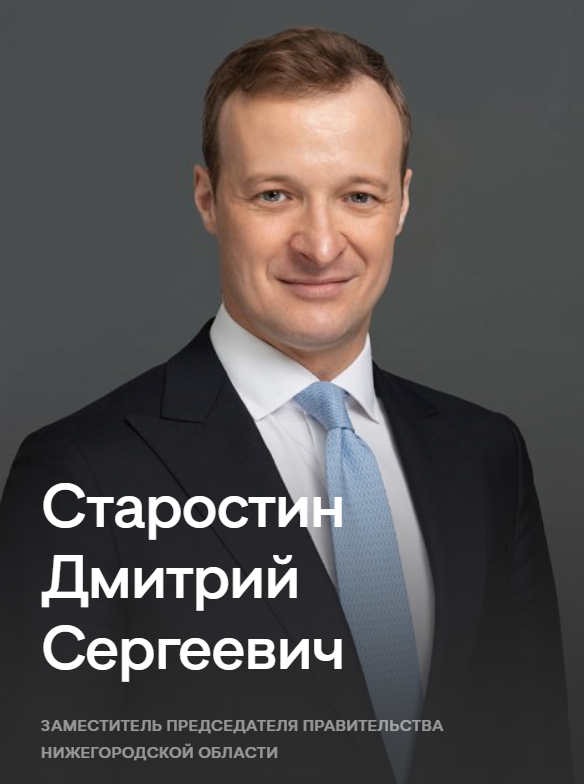 Старостин
Дмитрий
Сергеевич
ЗАМЕСТИТЕЛЬ ПРЕДСЕДАТЕЛЯ ПРАВИТЕЛЬСТВА
НИЖЕГОРОДСКОЙ ОБЛАСТИ